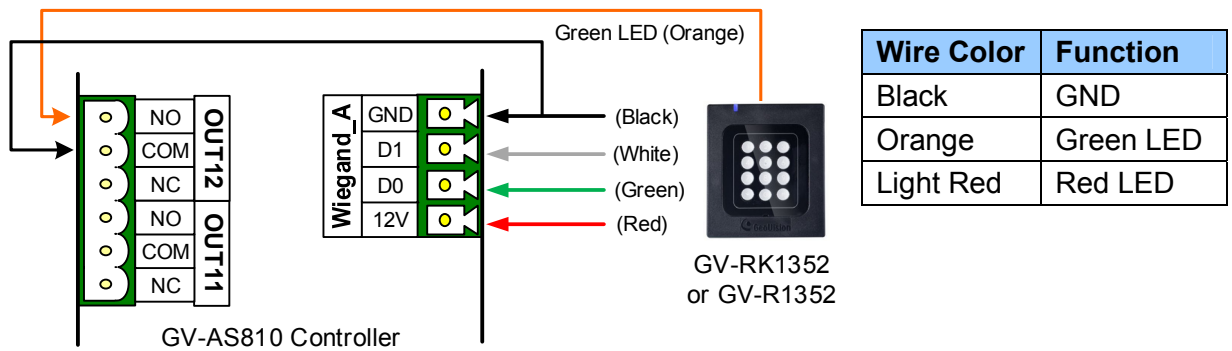 Green LED (Orange)
NO
COM
NC
OUT12
NO
COM
NC
OUT11
GV-AS810 Controller
Wiegand_A
GND
D1
D0
12V
(Black)
(White)
(Green)
(Red)
GV-RK1352
or GV-R1352
Wire Color Function
Black GND
Orange Green LED
Light Red Red LED